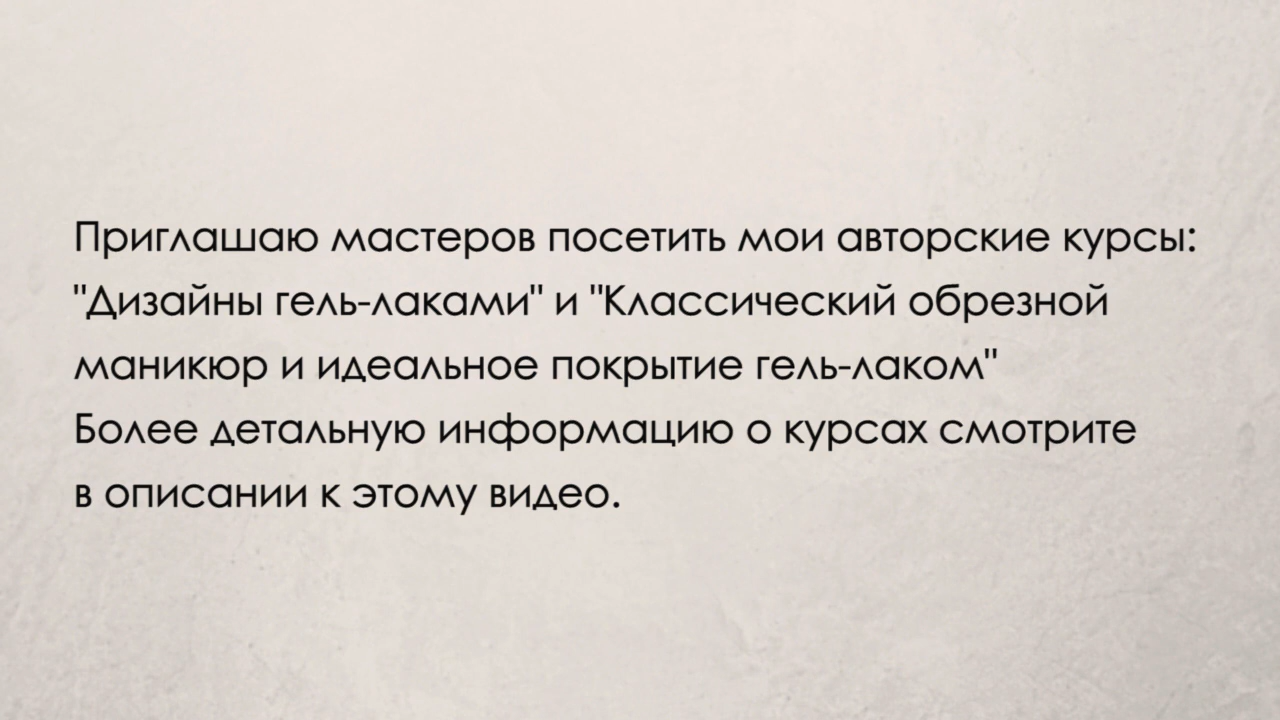 Приглашаю мастеров посетить мои авторские курсы:
"Дизайны гель-лаками" и "Классический обрезной
маникюр и идеальное покрытие гель-лаком"
Более детальную информацию о курсах смотрите
в описании к этому видео.